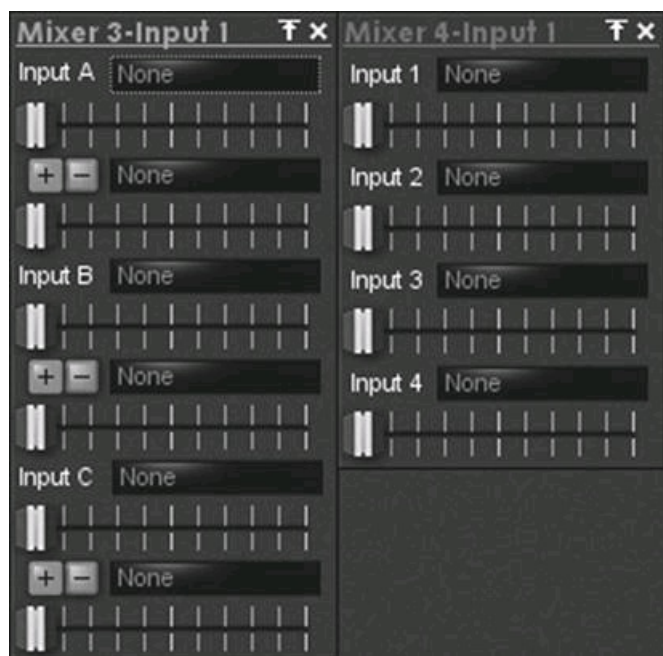 Mixer 3-Input 1
Input A None
+ − None
Input B None
+ − None
Input C None
+ − None
Mixer 4-Input 1
Input 1 None
Input 2 None
Input 3 None
Input 4 None